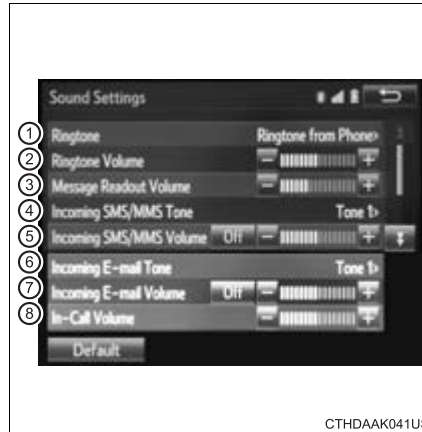 Sound Settings
1 Ringtone Ringtone from Phone>
2 Ringtone Volume − +
3 Message Readout Volume − +
4 Incoming SMS/MMS Tone Tone 1>
5 Incoming SMS/MMS Volume Off − +
6 Incoming E-mail Tone Tone 1>
7 Incoming E-mail Volume Off − +
8 In-Call Volume − +
Default
CTHDAAK041US